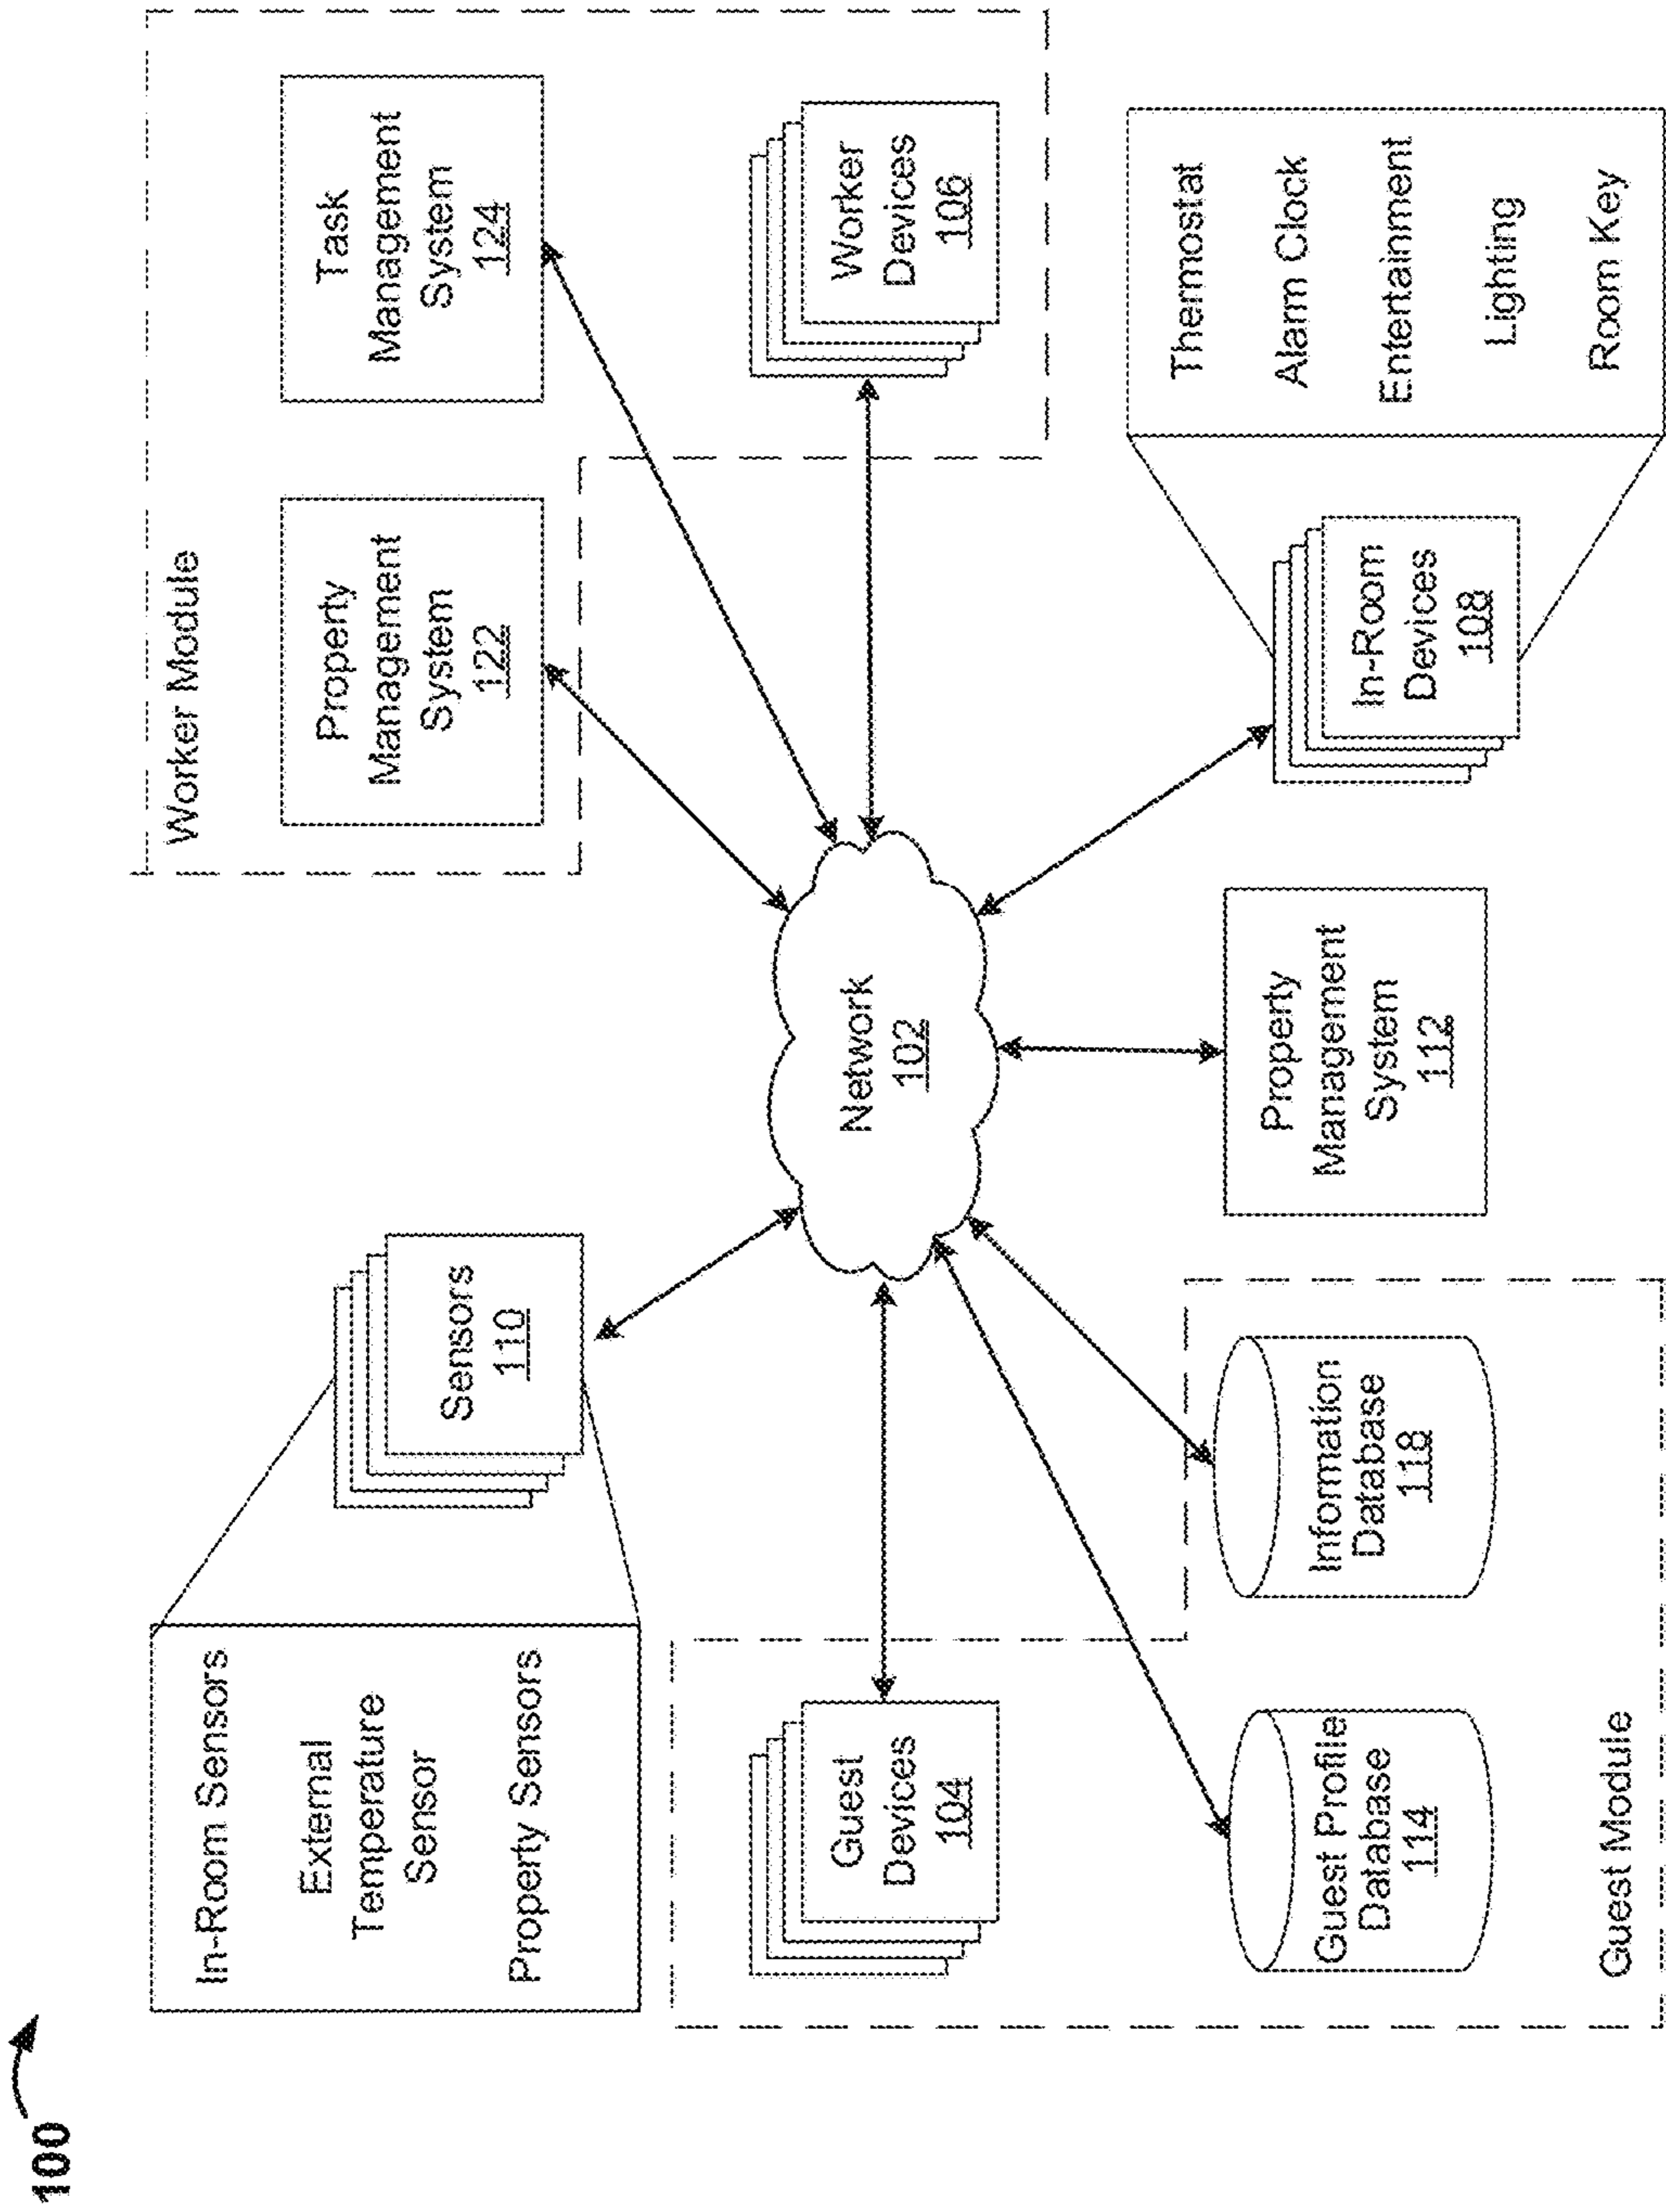 100
In-Room Sensors
External
Temperature
Sensor
Property Sensors
Sensors
110
Worker Module
Property
Management
System
122
Task
Management
System
124
Guest
Devices
104
Network
102
Worker
Devices
106
Guest Profile
Database
114
Information
Database
118
Guest Module
Property
Management
System
112
In-Room
Devices
108
Thermostat
Alarm Clock
Entertainment
Lighting
Room Key